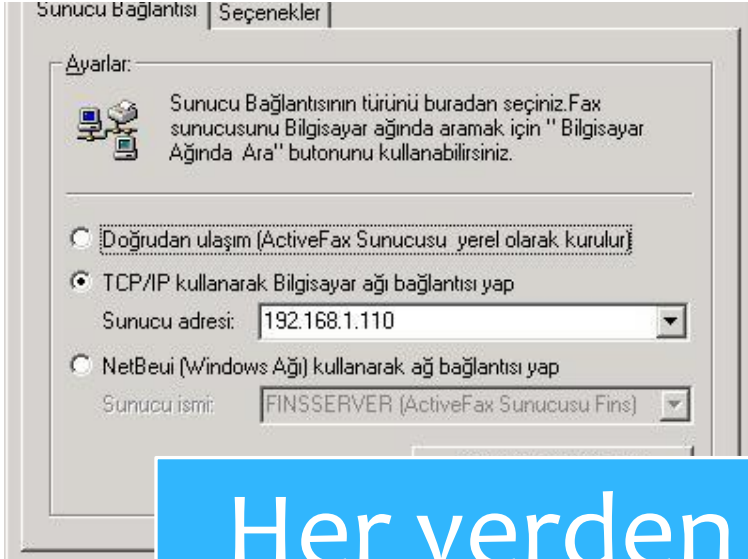 Sunucu Bağlantısı Seçenekler
Ayarlar:
Sunucu Bağlantısının türünü buradan seçiniz.Fax
sunucusunu Bilgisayar ağında aramak için " Bilgisayar
Ağında Ara" butonunu kullanabilirsiniz.
Doğrudan ulaşım (ActiveFax Sunucusu yerel olarak kurulur)
TCP/IP kullanarak Bilgisayar ağı bağlantısı yap
Sunucu adresi: 192.168.1.110
NetBeui (Windows Ağı) kullanarak ağ bağlantısı yap
Sunucu ismi: FINSSERVER (ActiveFax Sunucusu Fins)
Her yerden